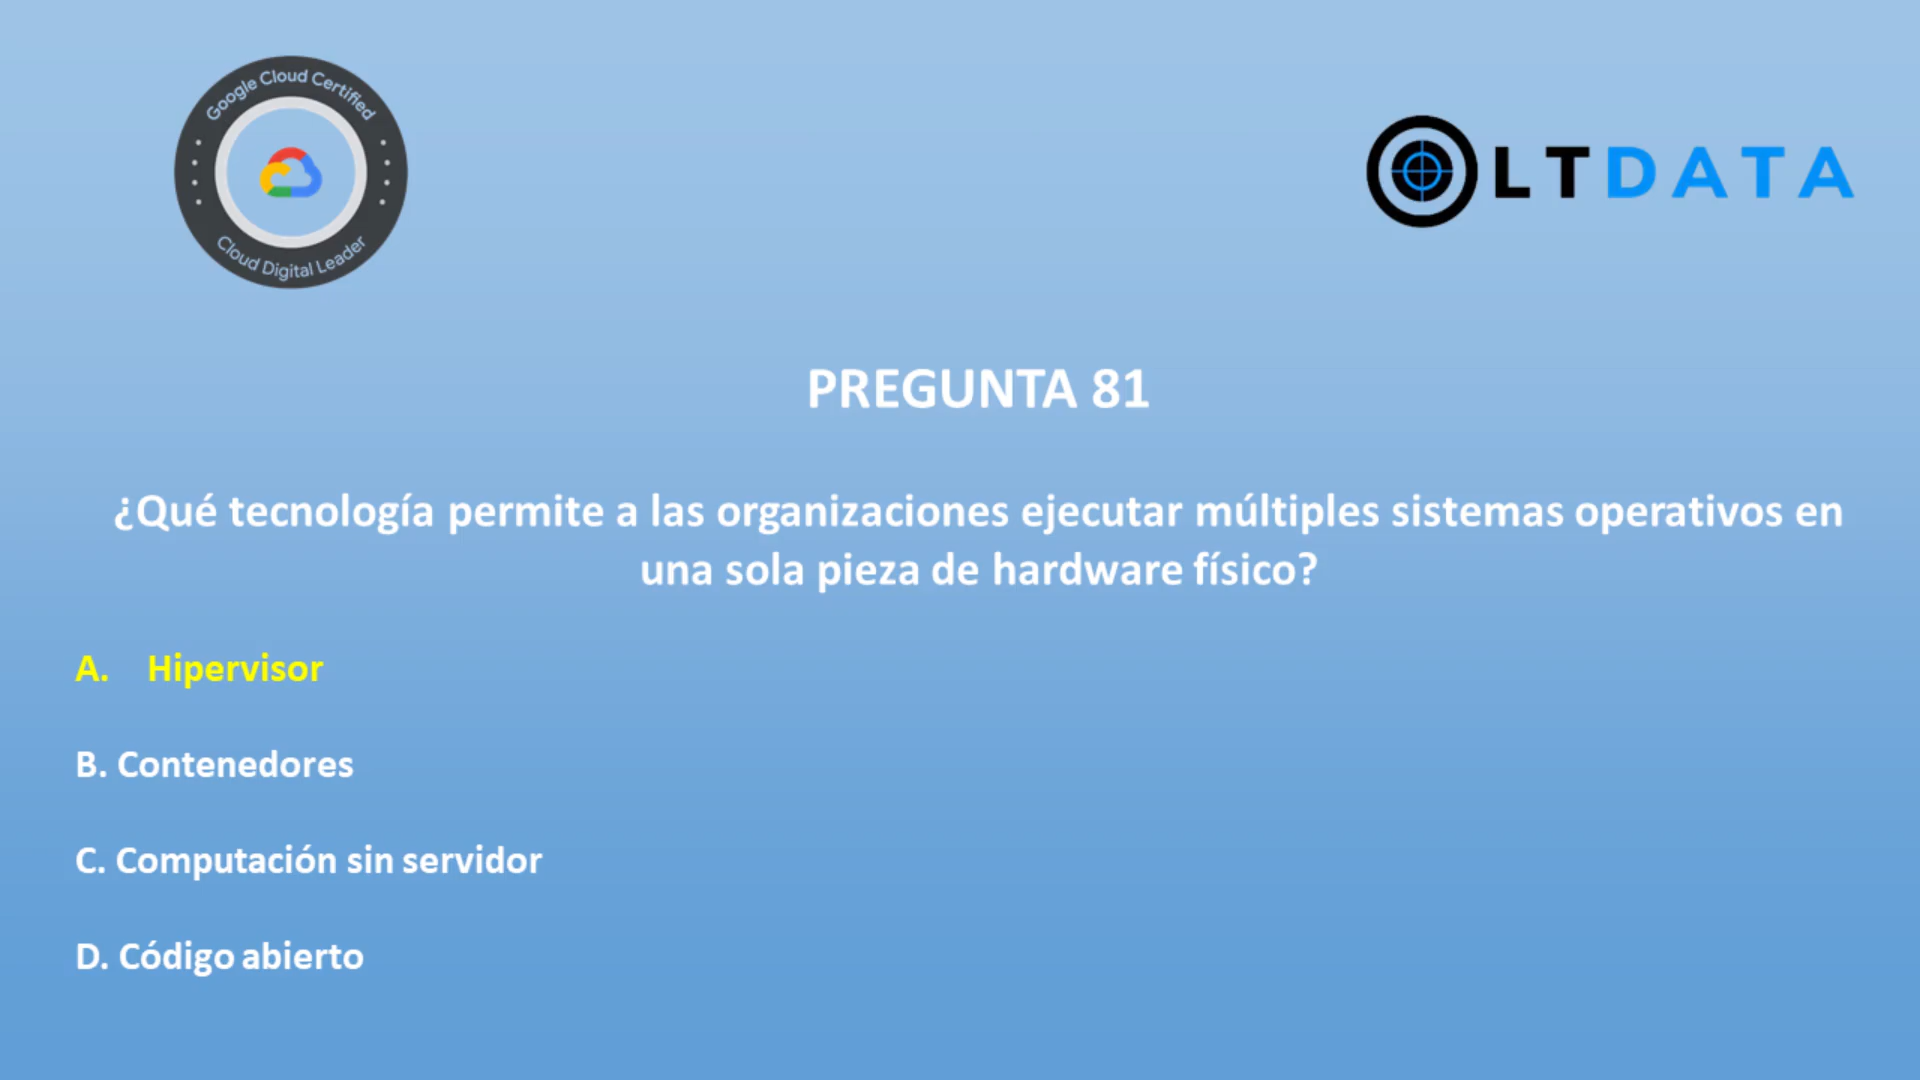 Google Cloud Certified
Cloud Digital Leader
LTDATA
PREGUNTA 81
¿Qué tecnología permite a las organizaciones ejecutar múltiples sistemas operativos en
una sola pieza de hardware físico?
A. Hipervisor
B. Contenedores
C. Computación sin servidor
D. Código abierto